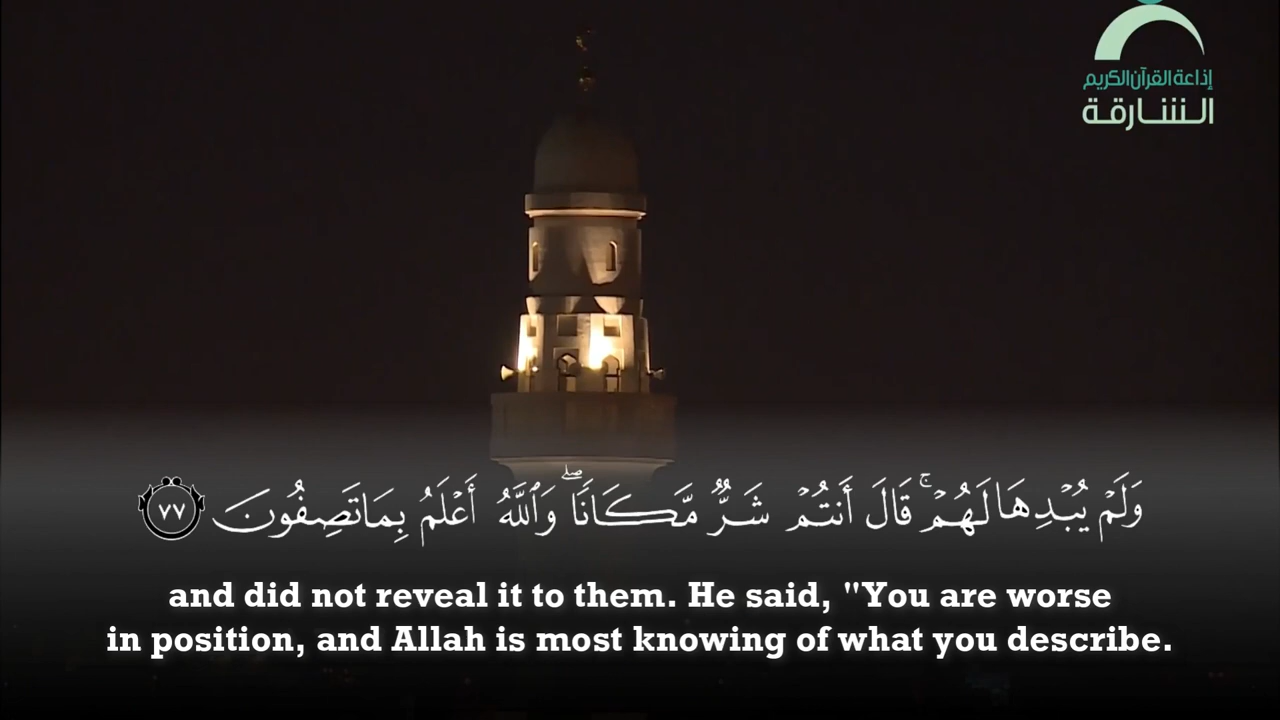 إذاعة القرآن الكريم
الشارقة
وَلَمْ يُبْدِهَا لَهُمْ ۚ قَالَ أَنتُمْ شَرٌّ مَّكَانًا ۖ وَاللَّهُ أَعْلَمُ بِمَا تَصِفُونَ ٧٧
and did not reveal it to them. He said, "You are worse
in position, and Allah is most knowing of what you describe.